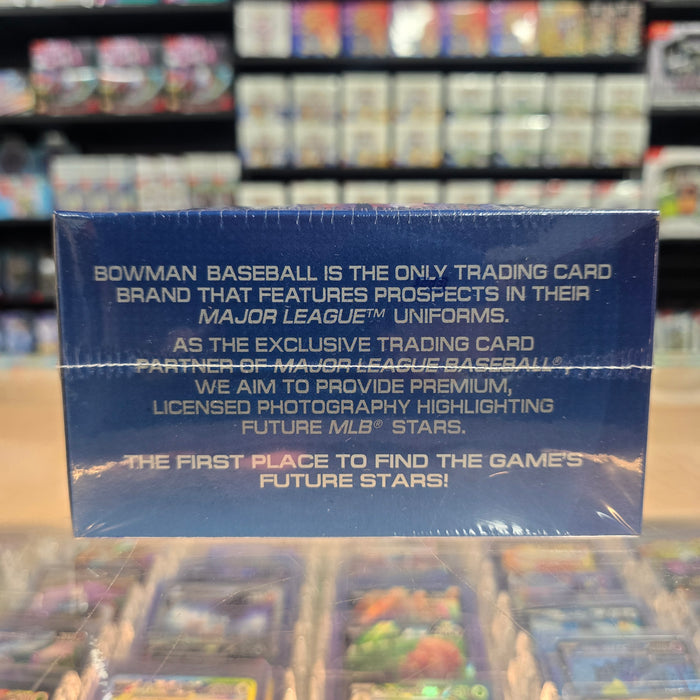 BOWMAN BASEBALL IS THE ONLY TRADING CARD
BRAND THAT FEATURES PROSPECTS IN THEIR
MAJOR LEAGUE™ UNIFORMS.
AS THE EXCLUSIVE TRADING CARD
PARTNER OF MAJOR LEAGUE BASEBALL®,
WE AIM TO PROVIDE PREMIUM,
LICENSED PHOTOGRAPHY HIGHLIGHTING
FUTURE MLB® STARS.
THE FIRST PLACE TO FIND THE GAME'S
FUTURE STARS!